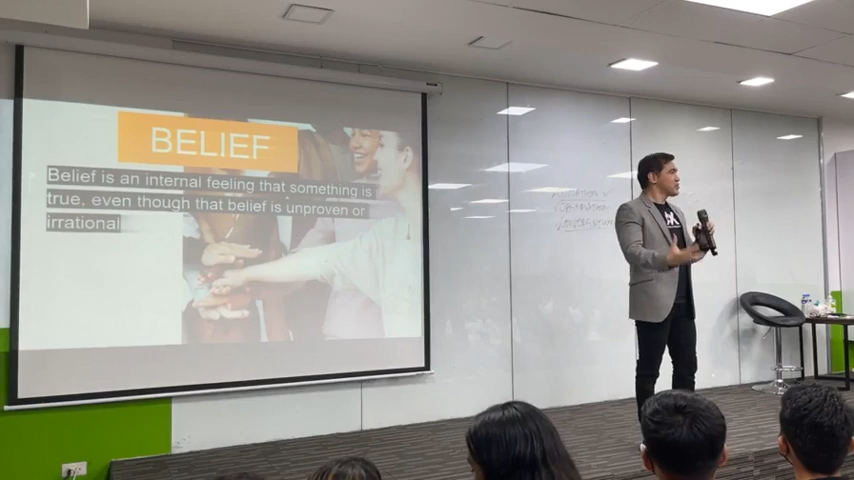 BELIEF
Belief is an internal feeling that something is
true, even though that belief is unproven or
irrational